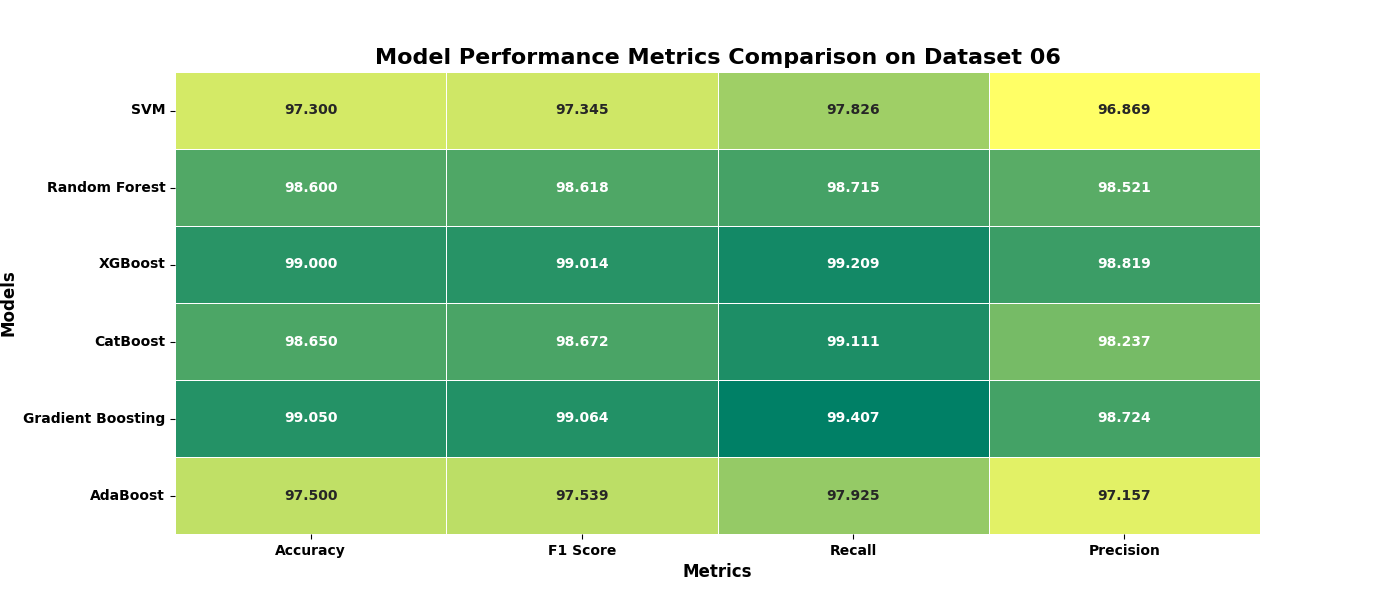 Model Performance Metrics Comparison on Dataset 06
Models
SVM 97.300 97.345 97.826 96.869
Random Forest 98.600 98.618 98.715 98.521
XGBoost 99.000 99.014 99.209 98.819
CatBoost 98.650 98.672 99.111 98.237
Gradient Boosting 99.050 99.064 99.407 98.724
AdaBoost 97.500 97.539 97.925 97.157
Accuracy F1 Score Recall Precision
Metrics